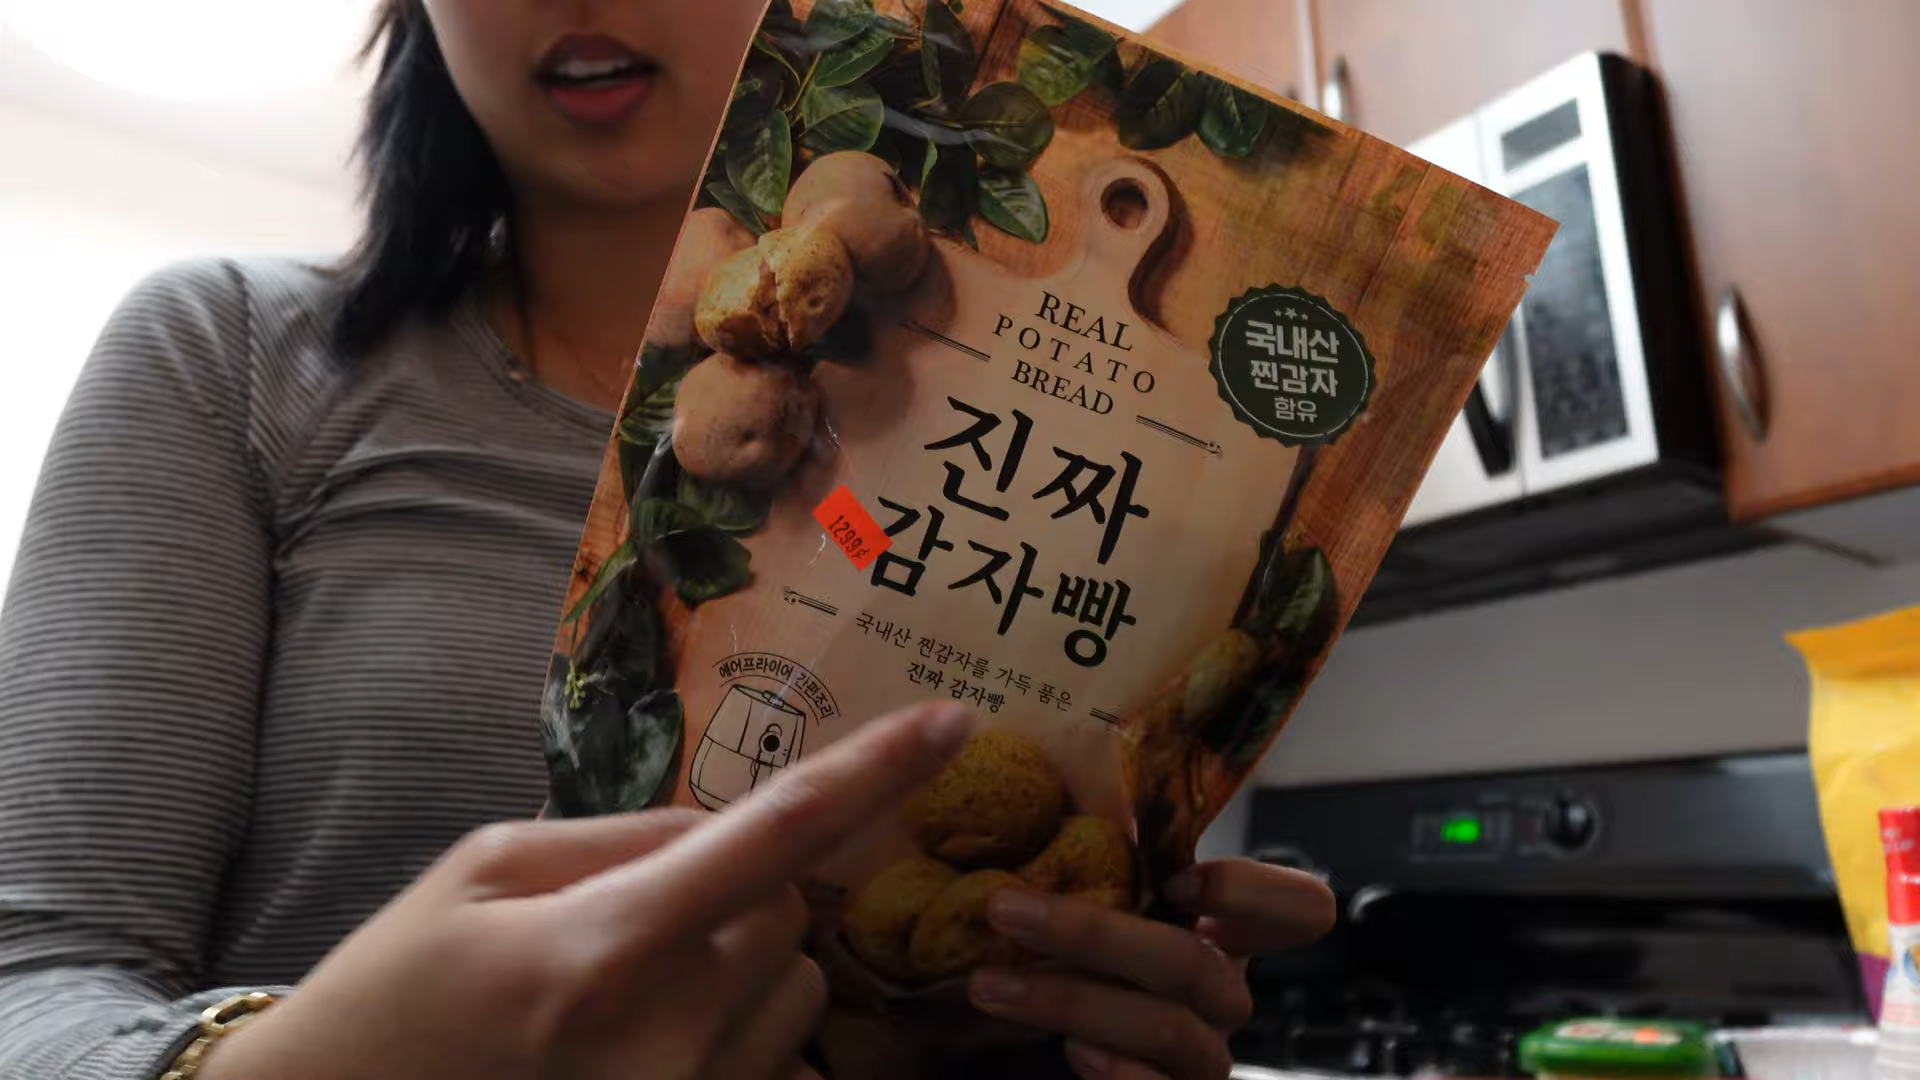 REAL
POTATO
BREAD
국내산
찐감자
함유
진짜
감자빵
1299¢
국내산 찐감자를 가득 품은
진짜 감자빵
에어프라이어 간편조리